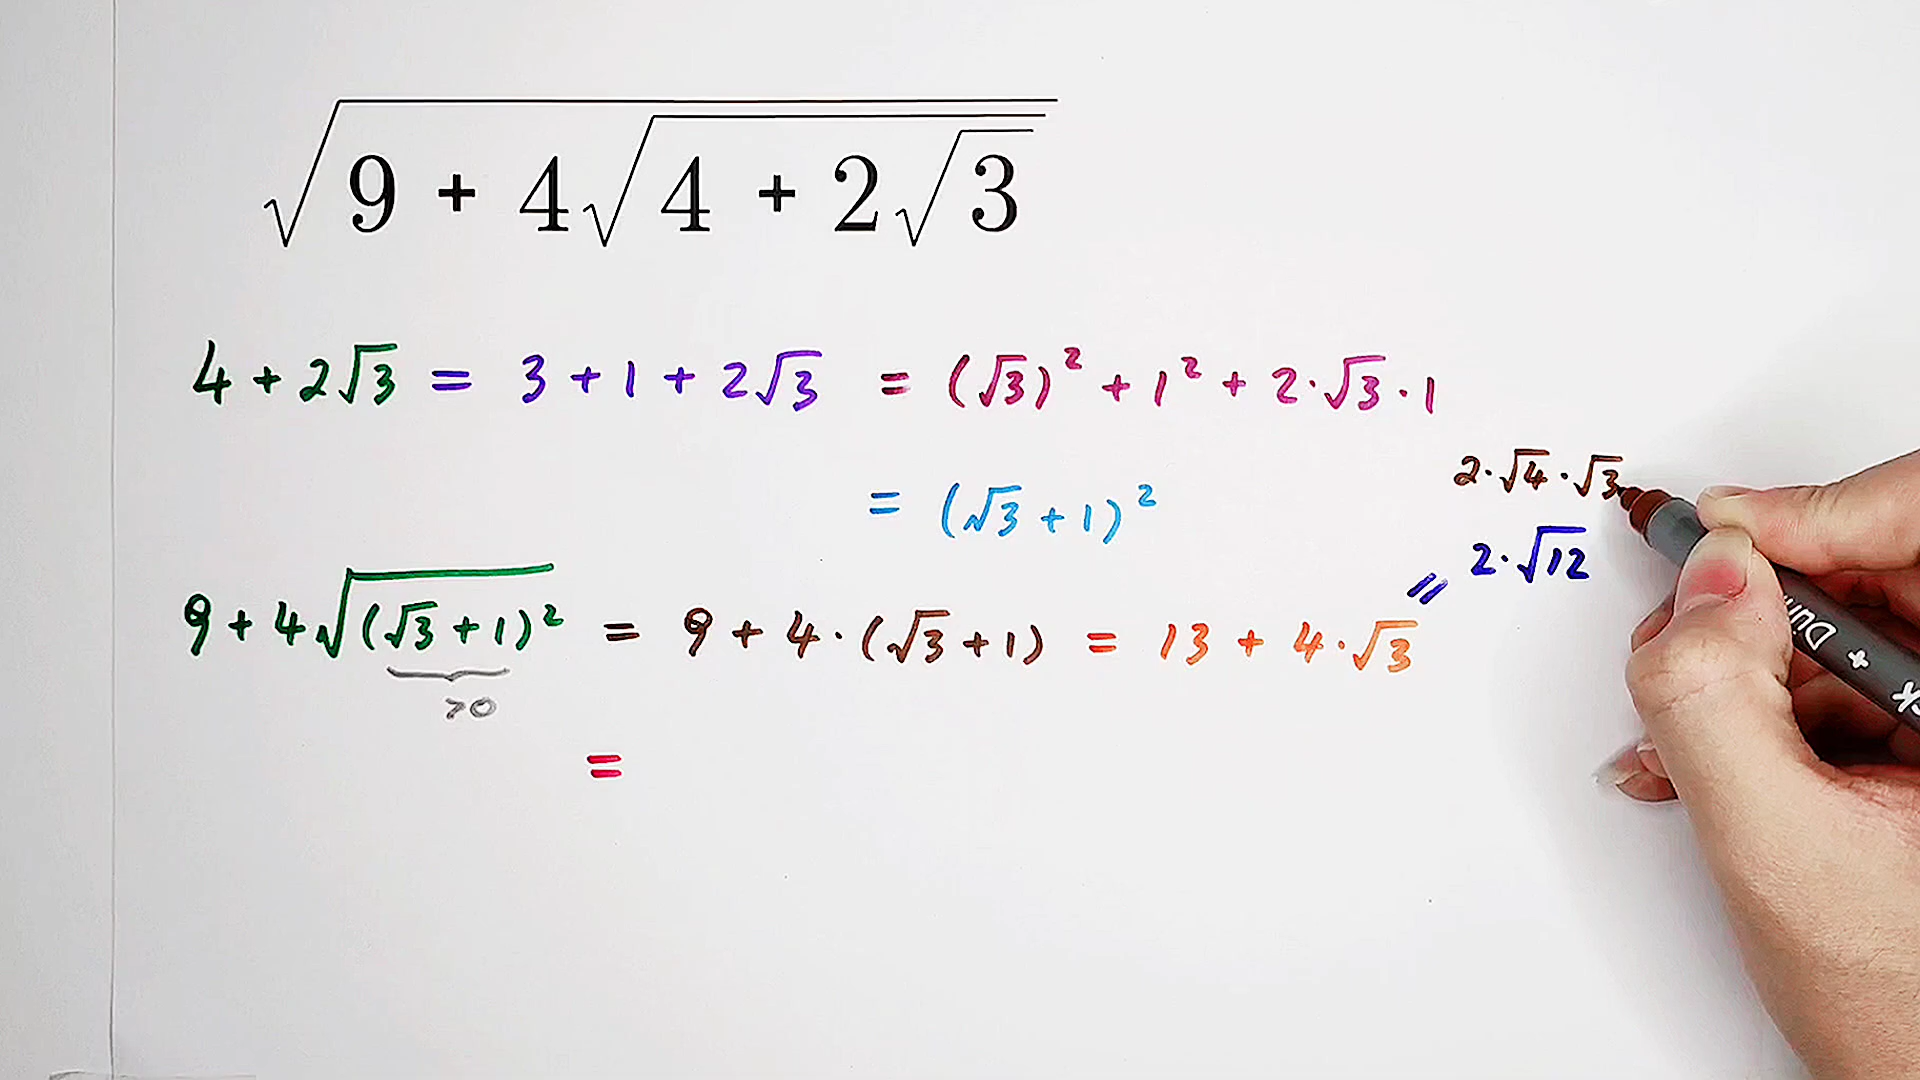 √(9 + 4√(4 + 2√3))
4 + 2√3 = 3 + 1 + 2√3 = (√3)² + 1² + 2·√3·1
= (√3 + 1)²
2·√4·√3
= 2·√12
9 + 4√((√3 + 1)²) = 9 + 4·(√3 + 1) = 13 + 4·√3
>0
=